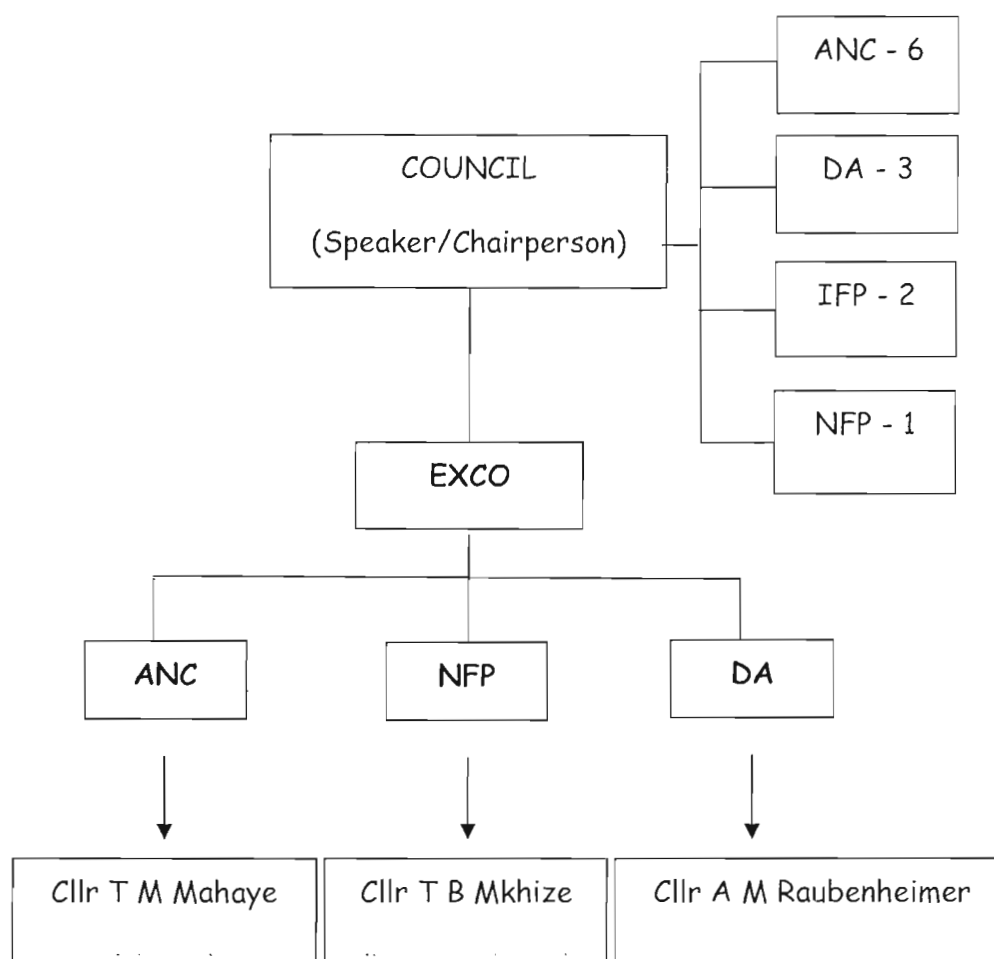 ANC - 6
COUNCIL
(Speaker/Chairperson)
DA - 3
IFP - 2
NFP - 1
EXCO
ANC
NFP
DA
Cllr T M Mahaye
Cllr T B Mkhize
Cllr A M Raubenheimer